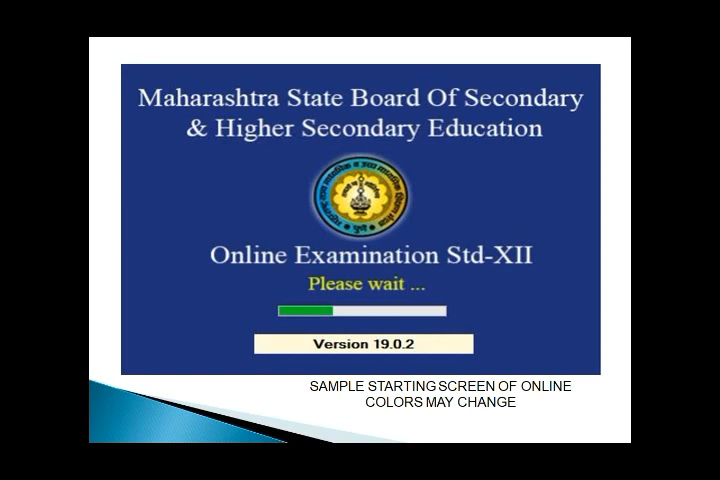 Maharashtra State Board Of Secondary
& Higher Secondary Education
Online Examination Std-XII
Please wait ...
Version 19.0.2
SAMPLE STARTING SCREEN OF ONLINE
COLORS MAY CHANGE